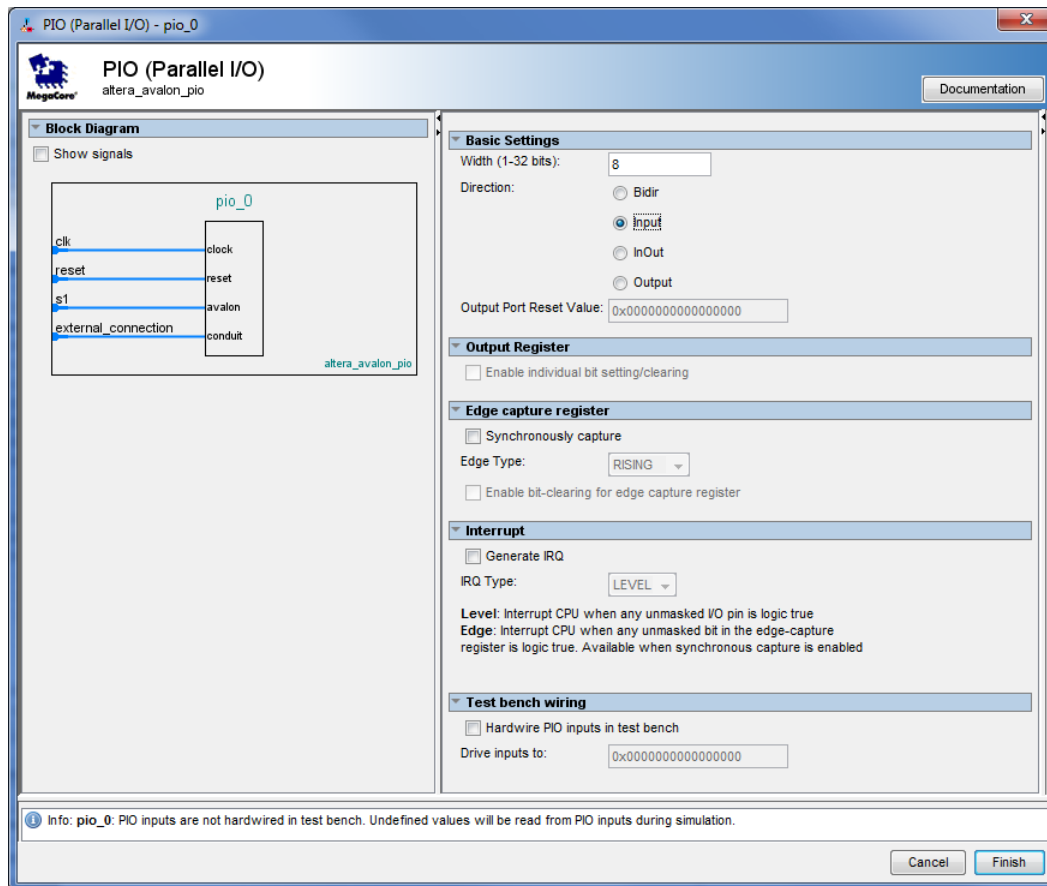 PIO (Parallel I/O) - pio_0
MegaCore®
PIO (Parallel I/O)
altera_avalon_pio
Documentation
Block Diagram
Show signals
pio_0
clk
clock
reset
reset
s1
avalon
external_connection
conduit
altera_avalon_pio
Basic Settings
Width (1-32 bits): 8
Direction: Bidir
Input
InOut
Output
Output Port Reset Value: 0x0000000000000000
Output Register
Enable individual bit setting/clearing
Edge capture register
Synchronously capture
Edge Type: RISING
Enable bit-clearing for edge capture register
Interrupt
Generate IRQ
IRQ Type: LEVEL
Level: Interrupt CPU when any unmasked I/O pin is logic true
Edge: Interrupt CPU when any unmasked bit in the edge-capture
register is logic true. Available when synchronous capture is enabled
Test bench wiring
Hardwire PIO inputs in test bench
Drive inputs to: 0x0000000000000000
Info: pio_0: PIO inputs are not hardwired in test bench. Undefined values will be read from PIO inputs during simulation.
Cancel Finish